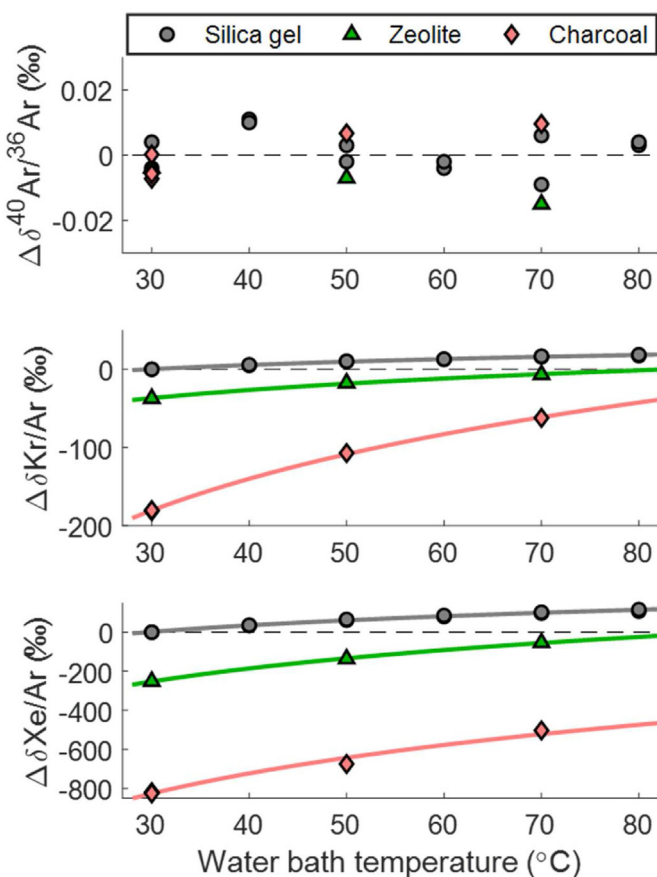 Silica gel Zeolite Charcoal
Δδ⁴⁰Ar/³⁶Ar (‰)
0.02
0
-0.02
30 40 50 60 70 80
ΔδKr/Ar (‰)
0
-100
-200
30 40 50 60 70 80
ΔδXe/Ar (‰)
0
-200
-400
-600
-800
30 40 50 60 70 80
Water bath temperature (°C)